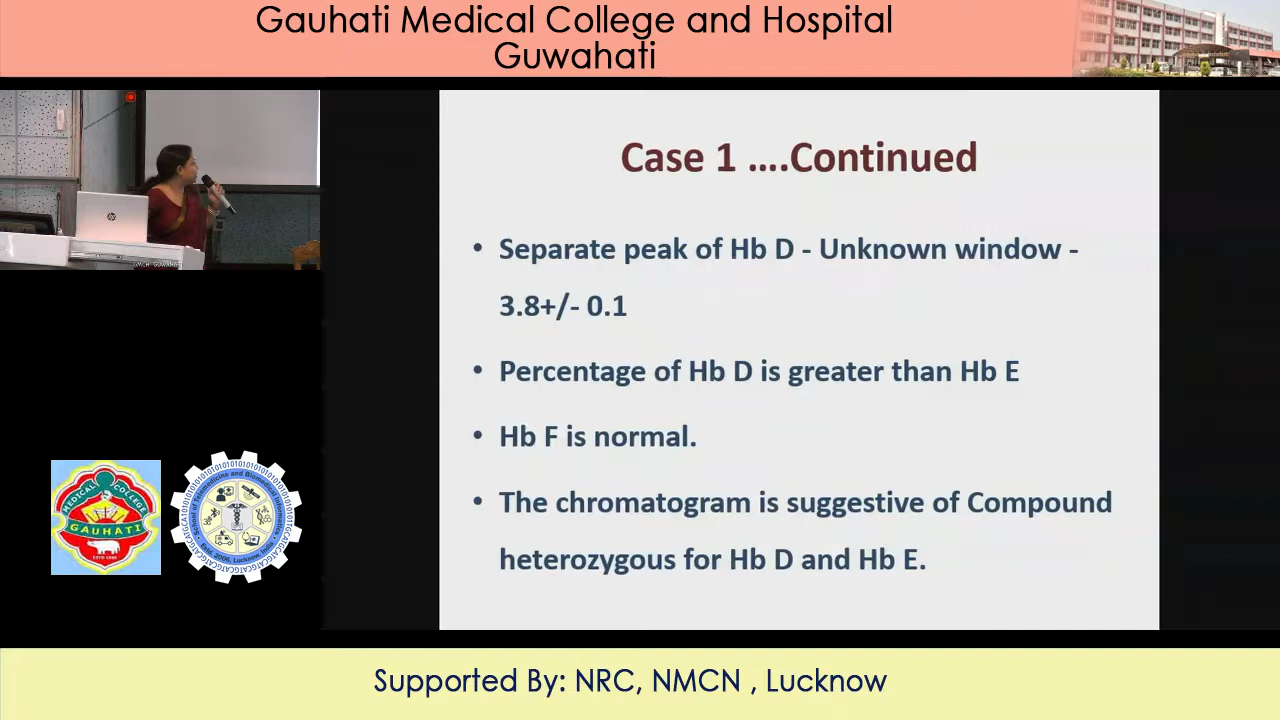 Gauhati Medical College and Hospital
Guwahati
Case 1 ....Continued
• Separate peak of Hb D - Unknown window -
3.8+/- 0.1
• Percentage of Hb D is greater than Hb E
• Hb F is normal.
• The chromatogram is suggestive of Compound
heterozygous for Hb D and Hb E.
hp
MEDICAL COLLEGE
GAUHATI
Supported By: NRC, NMCN , Lucknow